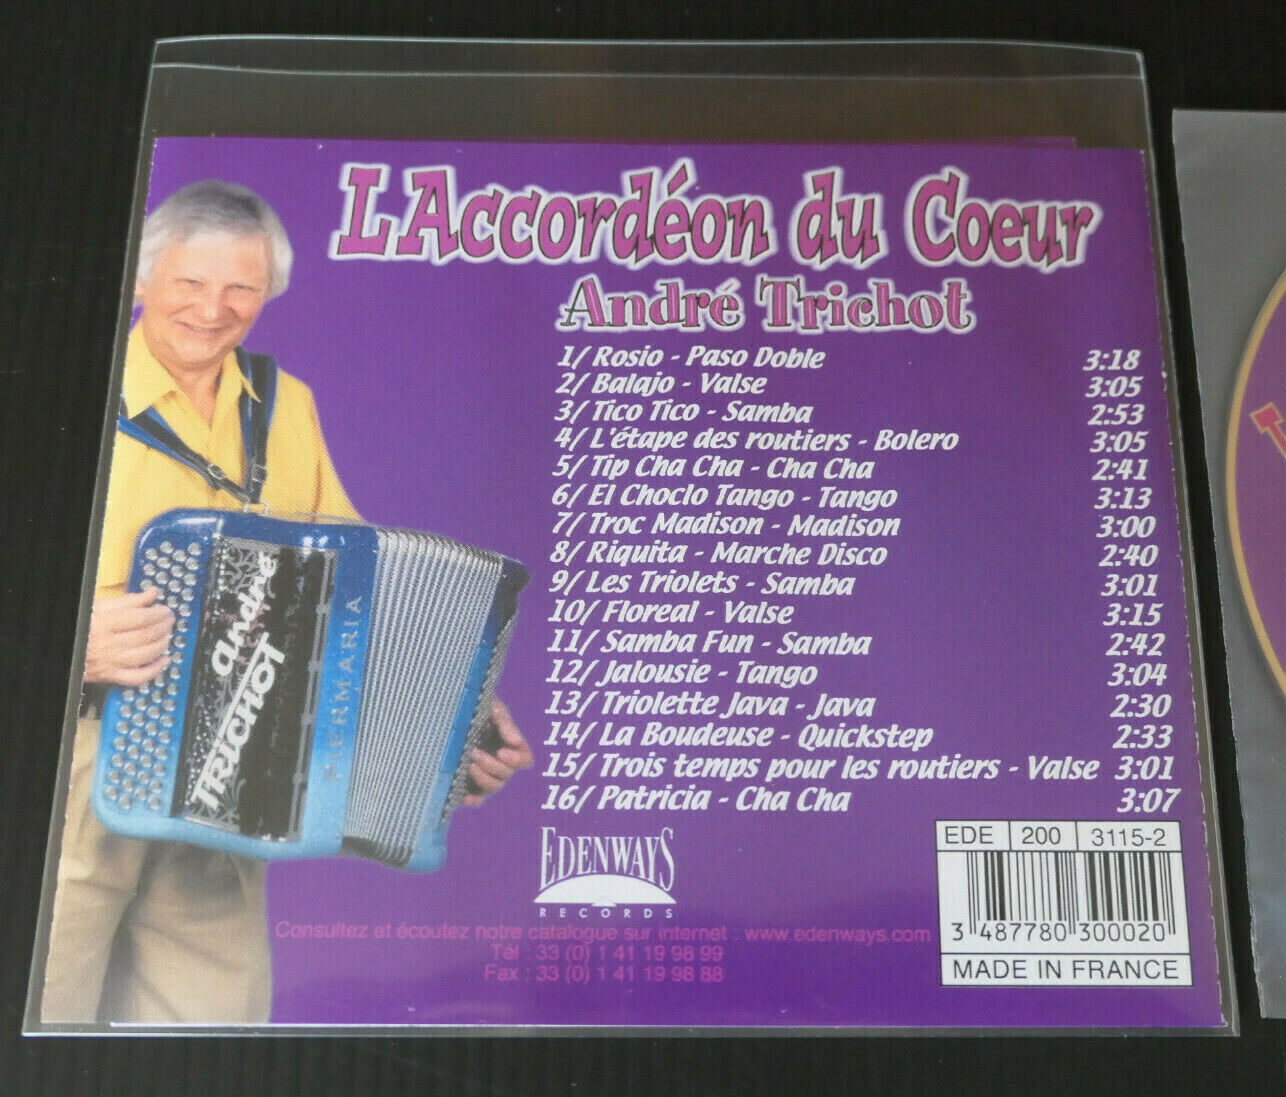 L'Accordéon du Coeur
André Trichot
1/ Rosio - Paso Doble 3:18
2/ Balajo - Valse 3:05
3/ Tico Tico - Samba 2:53
4/ L'étape des routiers - Bolero 3:05
5/ Tip Cha Cha - Cha Cha 2:41
6/ El Choclo Tango - Tango 3:13
7/ Troc Madison - Madison 3:00
8/ Riquita - Marche Disco 2:40
9/ Les Triolets - Samba 3:01
10/ Floreal - Valse 3:15
11/ Samba Fun - Samba 2:42
12/ Jalousie - Tango 3:04
13/ Triolette Java - Java 2:30
14/ La Boudeuse - Quickstep 2:33
15/ Trois temps pour les routiers - Valse 3:01
16/ Patricia - Cha Cha 3:07
andre
TRICHOT
PIERMARIA
EDENWAYS
RECORDS
Consultez et écoutez notre catalogue sur internet : www.edenways.com
Tél : 33 (0) 1 41 19 98 99
Fax : 33 (0) 1 41 19 98 88
EDE 200 3115-2
3 487780 300020
MADE IN FRANCE